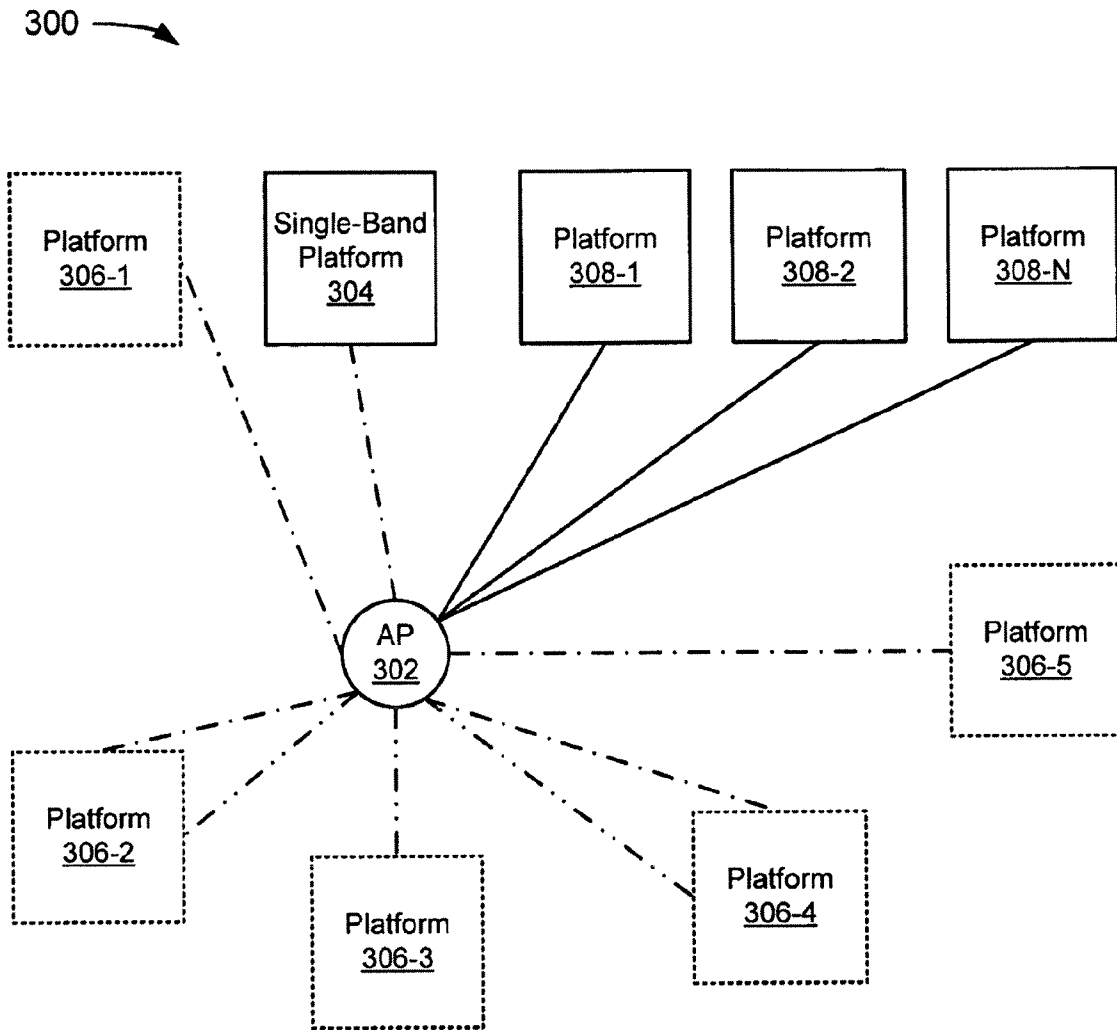 300
Platform
306-1
Single-Band
Platform
304
Platform
308-1
Platform
308-2
Platform
308-N
AP
302
Platform
306-5
Platform
306-2
Platform
306-3
Platform
306-4